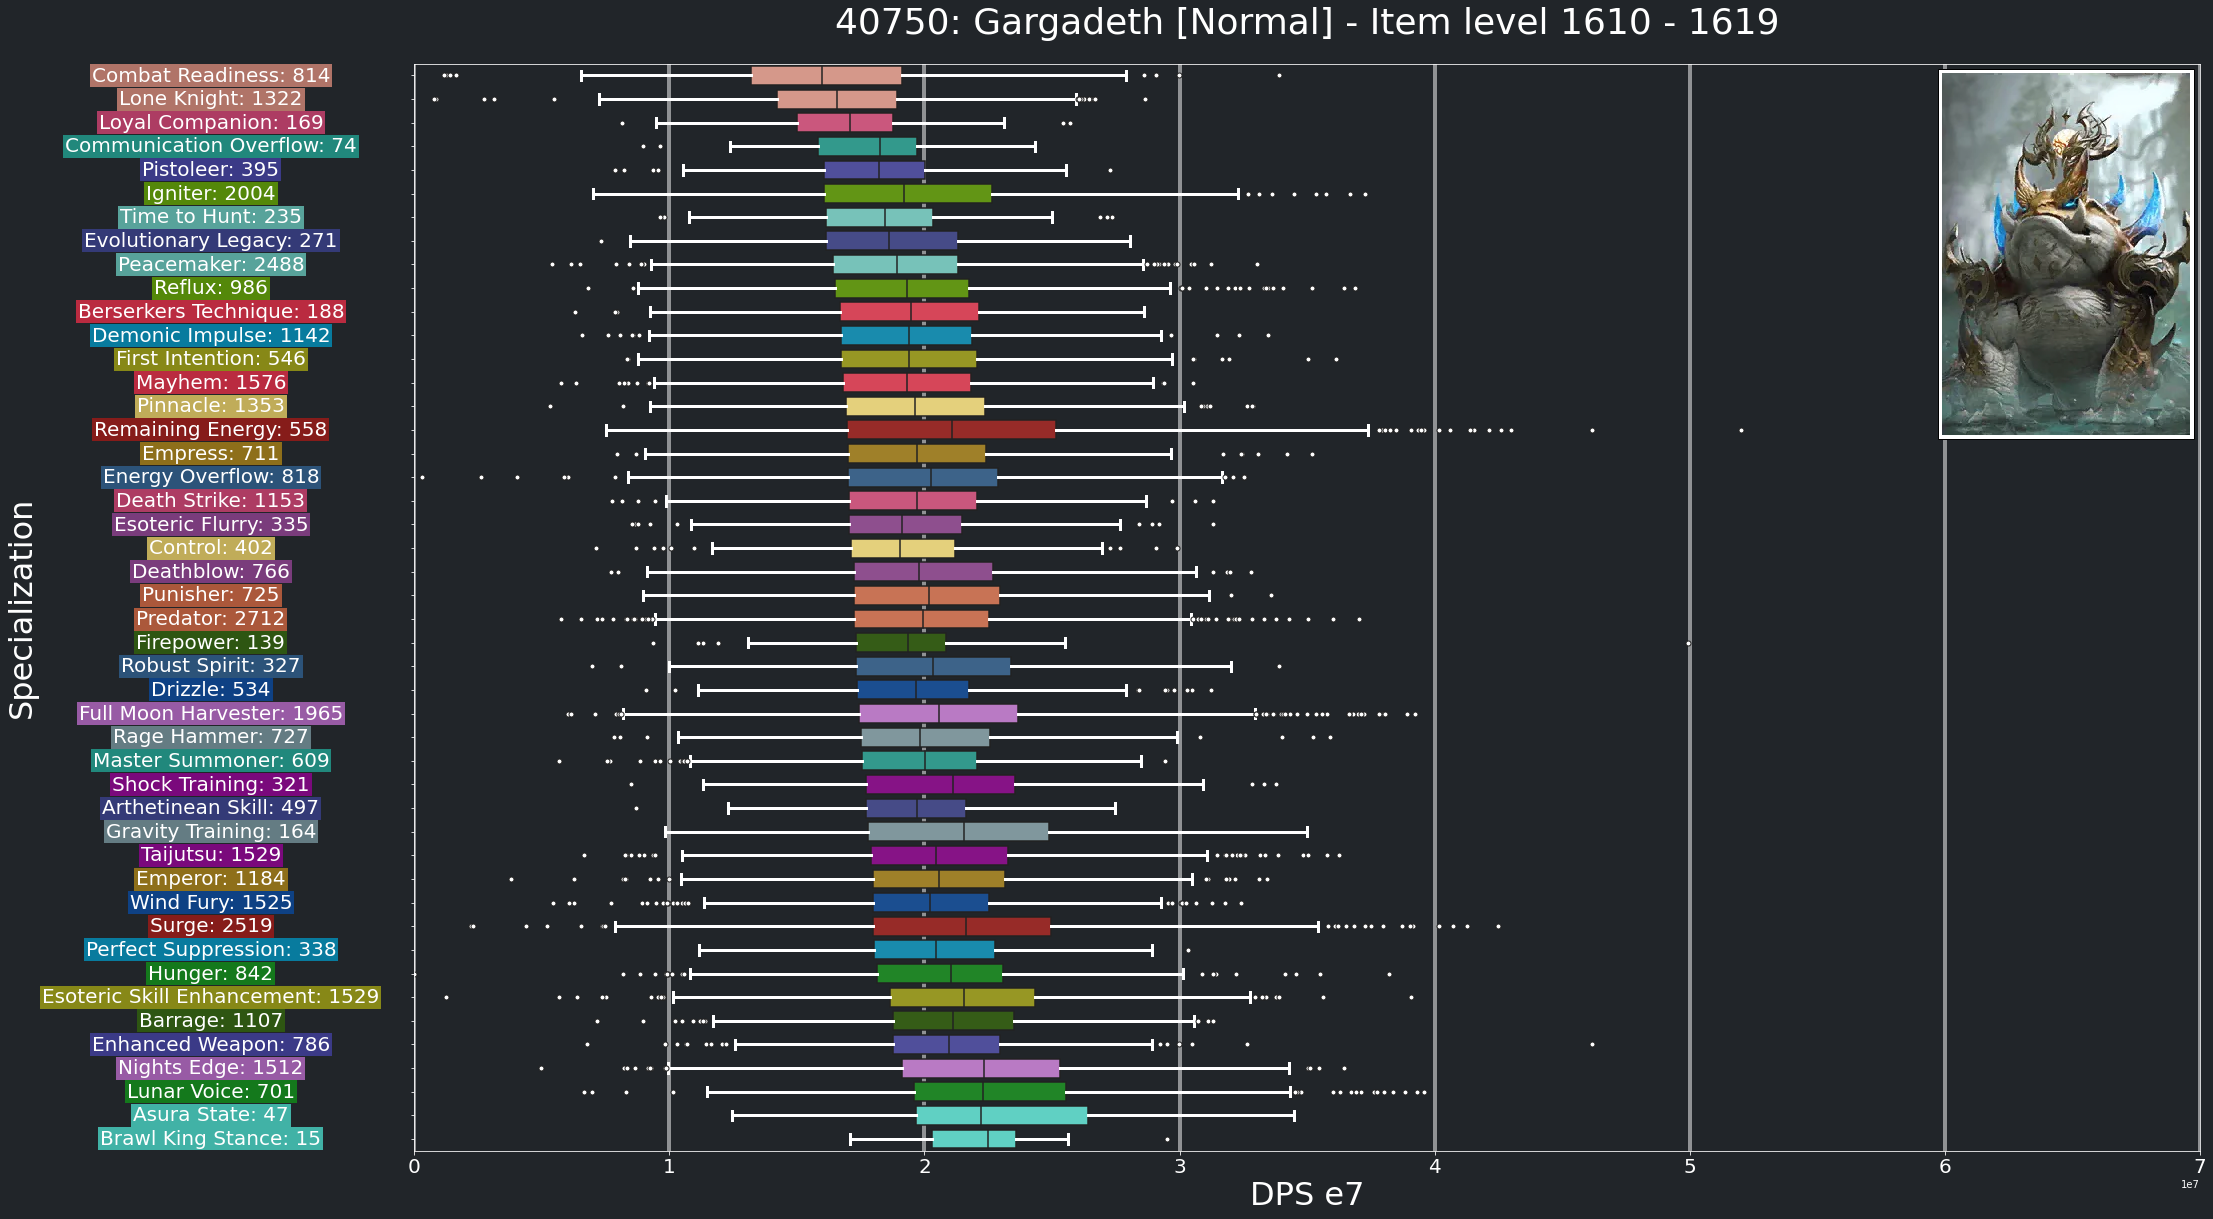 40750: Gargadeth [Normal] - Item level 1610 - 1619
Specialization
Combat Readiness: 814
Lone Knight: 1322
Loyal Companion: 169
Communication Overflow: 74
Pistoleer: 395
Igniter: 2004
Time to Hunt: 235
Evolutionary Legacy: 271
Peacemaker: 2488
Reflux: 986
Berserkers Technique: 188
Demonic Impulse: 1142
First Intention: 546
Mayhem: 1576
Pinnacle: 1353
Remaining Energy: 558
Empress: 711
Energy Overflow: 818
Death Strike: 1153
Esoteric Flurry: 335
Control: 402
Deathblow: 766
Punisher: 725
Predator: 2712
Firepower: 139
Robust Spirit: 327
Drizzle: 534
Full Moon Harvester: 1965
Rage Hammer: 727
Master Summoner: 609
Shock Training: 321
Arthetinean Skill: 497
Gravity Training: 164
Taijutsu: 1529
Emperor: 1184
Wind Fury: 1525
Surge: 2519
Perfect Suppression: 338
Hunger: 842
Esoteric Skill Enhancement: 1529
Barrage: 1107
Enhanced Weapon: 786
Nights Edge: 1512
Lunar Voice: 701
Asura State: 47
Brawl King Stance: 15
0 1 2 3 4 5 6 7
1e7
DPS e7